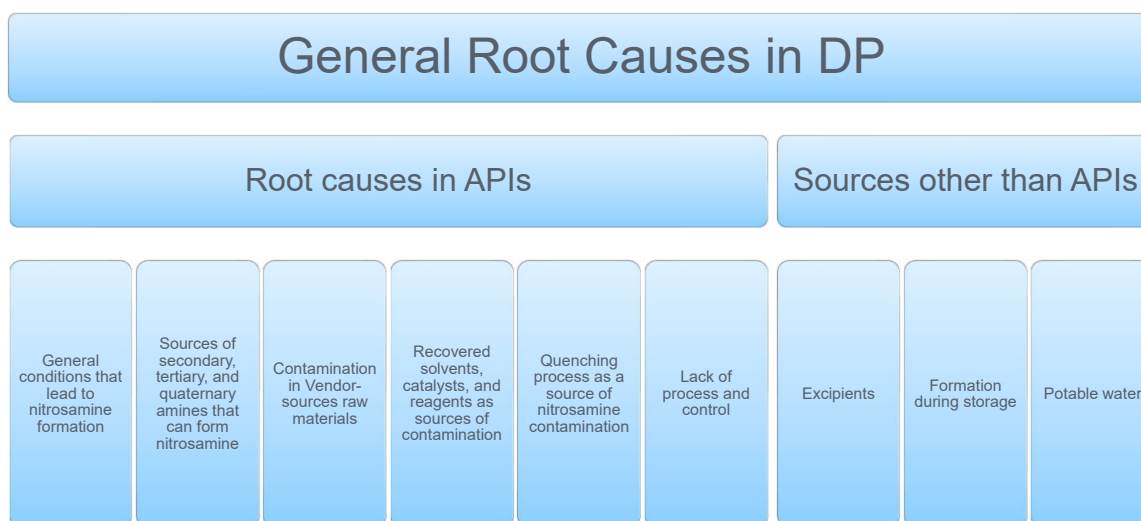 General Root Causes in DP
Root causes in APIs
Sources other than APIs
General
conditions that
lead to
nitrosamine
formation
Sources of
secondary,
tertiary, and
quaternary
amines that
can form
nitrosamine
Contamination
in Vendor-
sources raw
materials
Recovered
solvents,
catalysts, and
reagents as
sources of
contamination
Quenching
process as a
source of
nitrosamine
contamination
Lack of
process and
control
Excipients
Formation
during storage
Potable water